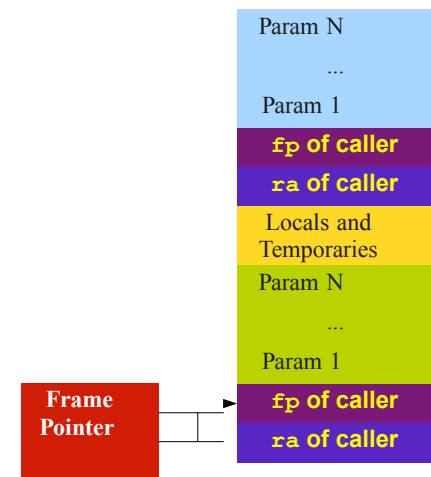 Param N
...
Param 1
fp of caller
ra of caller
Locals and
Temporaries
Param N
...
Param 1
fp of caller
ra of caller
Frame
Pointer